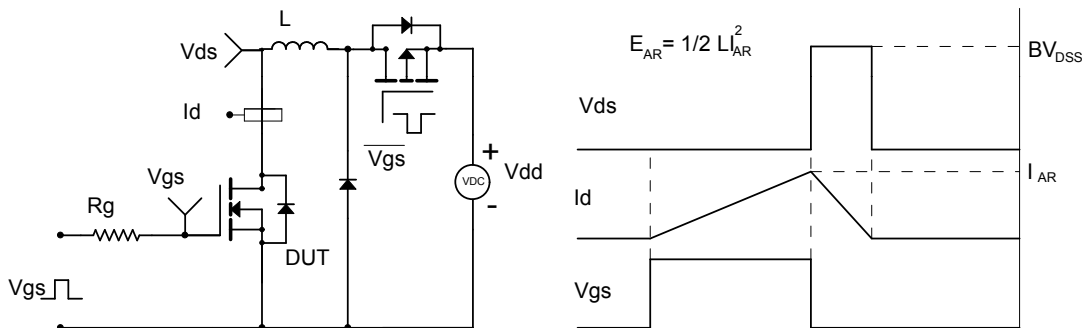 L
Vds
Id
Vgs
Vgs
Rg
DUT
Vgs
+
VDC
Vdd
-
E_AR = 1/2 LI_AR^2
BV_DSS
Vds
I_AR
Id
Vgs